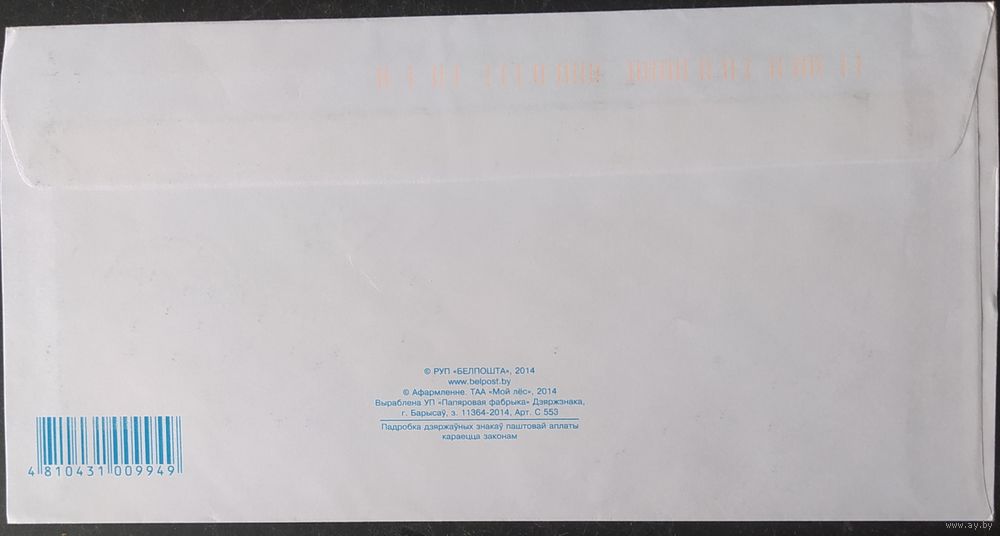 © РУП «БЕЛПОШТА», 2014
www.belpost.by
© Афармленне. ТАА «Мой лёс», 2014
Выраблена УП «Папяровая фабрыка» Дзяржзнака,
г. Барысаў, з. 11364-2014, Арт. С 553
Падробка дзяржаўных знакаў паштовай аплаты
караецца законам
4 810431 009949
www.ay.by